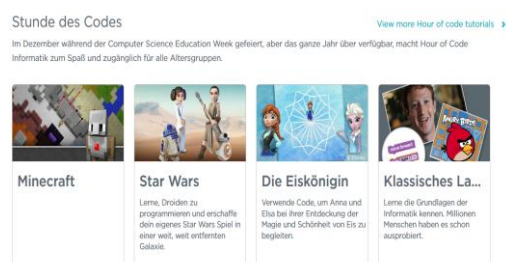 Stunde des Codes
View more Hour of code tutorials
Im Dezember während der Computer Science Education Week gefeiert, aber das ganze Jahr über verfügbar, macht Hour of Code
Informatik zum Spaß und zugänglich für alle Altersgruppen.
ANGRY BIRDS
Minecraft
Star Wars
Lerne, Droiden zu
programmieren und erschaffe
dein eigenes Star Wars Spiel in
einer weit, weit entfernten
Galaxie.
Die Eiskönigin
Verwende Code, um Anna und
Elsa bei ihrer Entdeckung der
Magie und Schönheit von Eis zu
begleiten.
Klassisches La...
Lerne die Grundlagen der
Informatik kennen. Millionen
Menschen haben es schon
ausprobiert.